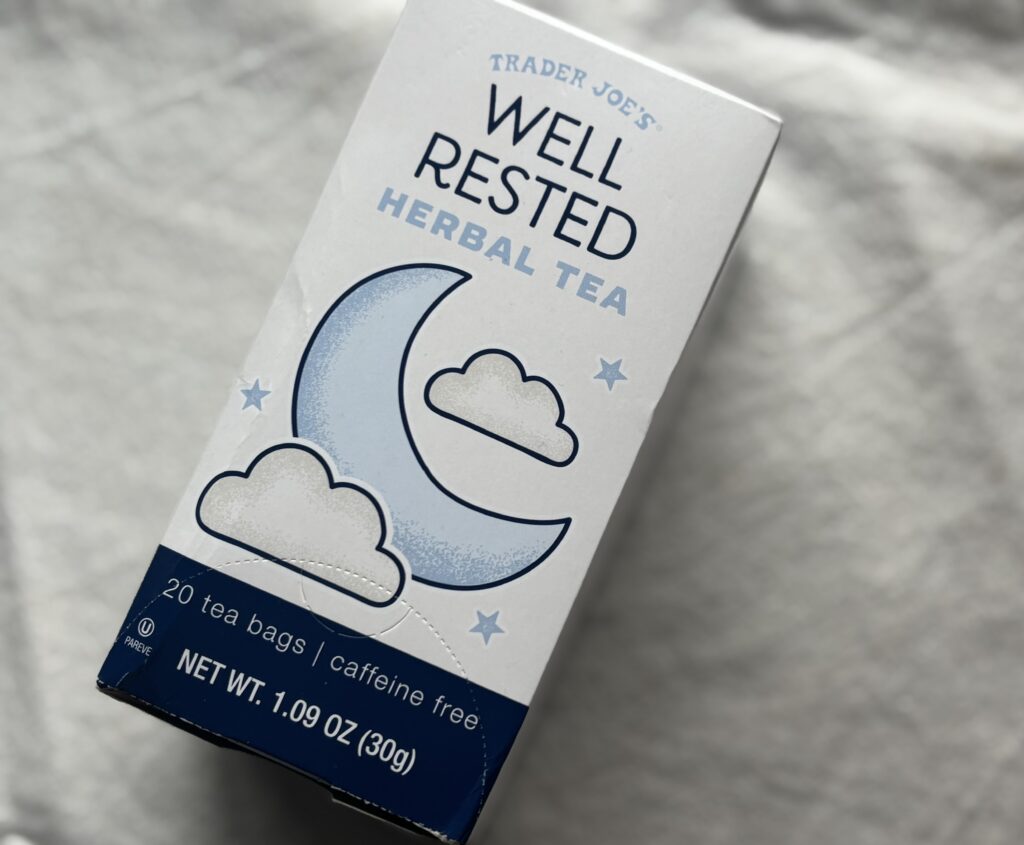 TRADER JOE'S®
WELL
RESTED
HERBAL TEA
20 tea bags | caffeine free
U
PAREVE
NET WT. 1.09 OZ (30g)